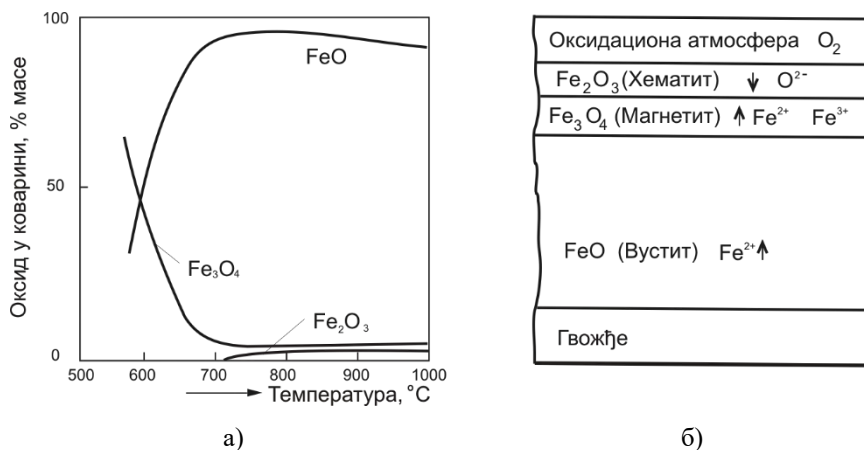 Оксид у коварини, % масе
100
50
0
FeO
Fe₃O₄
Fe₂O₃
500 600 700 800 900 1000
Температура, °C
а)
Оксидациона атмосфера O₂
Fe₂O₃ (Хематит) ↓ O²⁻
Fe₃O₄ (Магнетит) ↑ Fe²⁺ Fe³⁺
FeO (Вустит) Fe²⁺↑
Гвожђе
б)